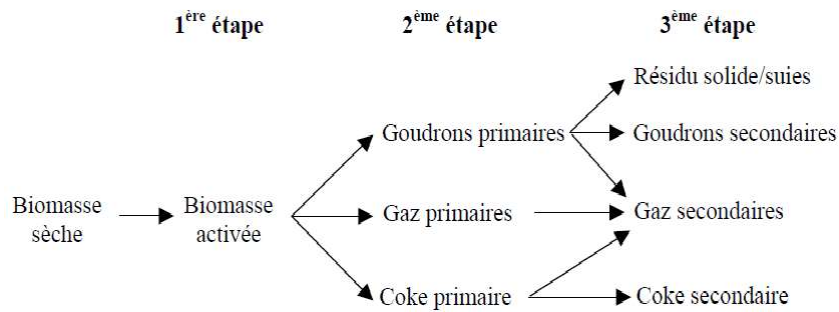 1ère étape 2ème étape 3ème étape
Résidu solide/suies
Goudrons primaires Goudrons secondaires
Biomasse sèche Biomasse activée Gaz primaires Gaz secondaires
Coke primaire Coke secondaire